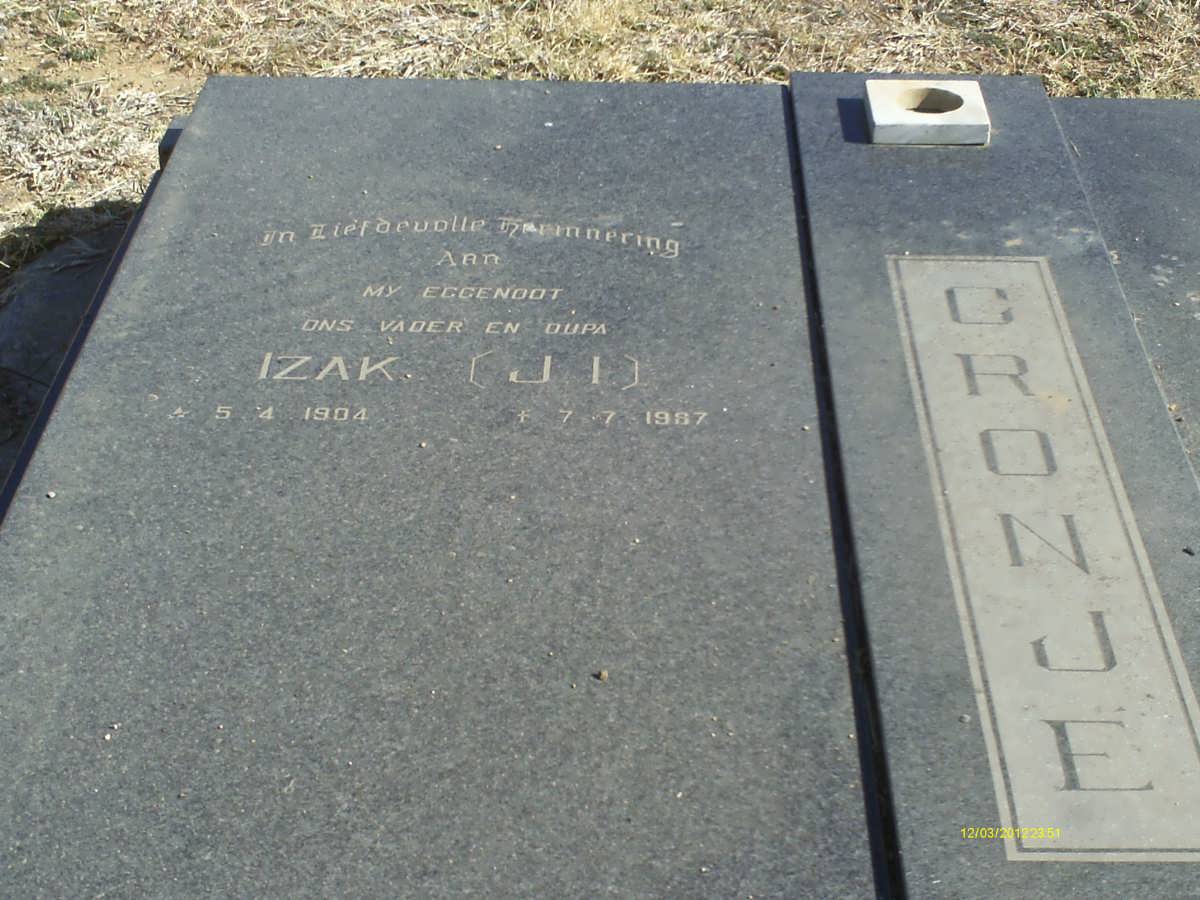 In Liefdevolle Herinnering
Aan
MY EGGENOOT
ONS VADER EN OUPA
IZAK (J I)
* 5 4 1904 † 7 7 1987
CRONJE
12/03/2012 23:51